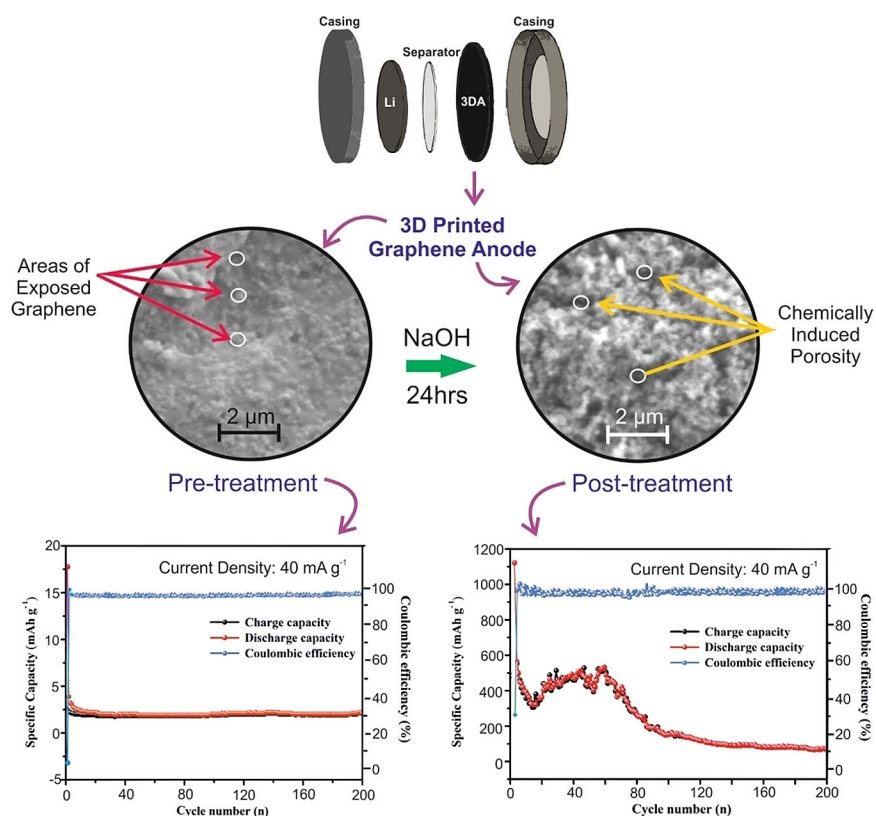 Casing
Casing
Separator
Li
3DA
3D Printed
Graphene Anode
Areas of
Exposed
Graphene
NaOH
24hrs
Chemically
Induced
Porosity
2 μm
2 μm
Pre-treatment
Post-treatment
Current Density: 40 mA g-1
Charge capacity
Discharge capacity
Coulombic efficiency
Specific Capacity (mAh g-1)
20
15
10
5
0
-5
Coulombic efficiency (%)
100
80
60
40
20
0
0 40 80 120 160 200
Cycle number (n)
Current Density: 40 mA g-1
Charge capacity
Discharge capacity
Coulombic efficiency
Specific Capacity (mAh g-1)
1200
1000
800
600
400
200
0
Coulombic efficiency (%)
100
80
60
40
20
0
0 40 80 120 160 200
Cycle number (n)